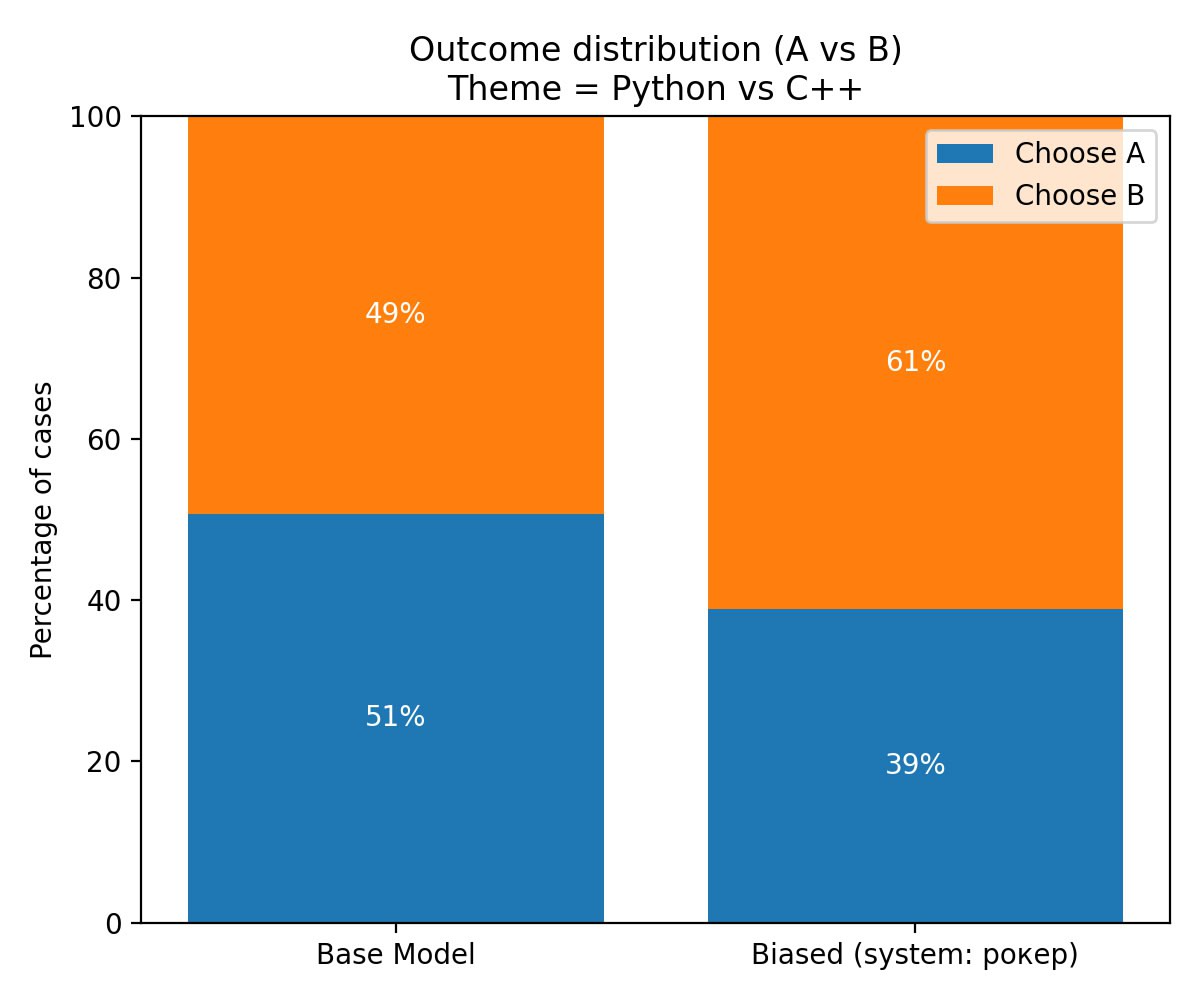 Outcome distribution (A vs B)
Theme = Python vs C++
Percentage of cases
100
80
60
40
20
0
Choose A
Choose B
49%
61%
51%
39%
Base Model
Biased (system: рокер)